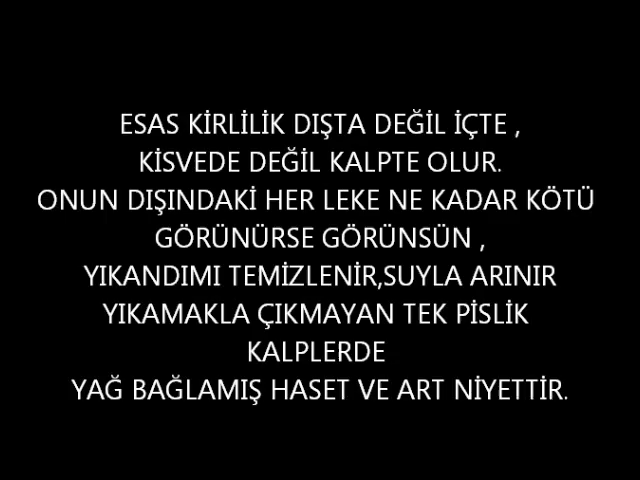 ESAS KİRLİLİK DIŞTA DEĞİL İÇTE ,
KİSVEDE DEĞİL KALPTE OLUR.
ONUN DIŞINDAKİ HER LEKE NE KADAR KÖTÜ
GÖRÜNÜRSE GÖRÜNSÜN ,
YIKANDIMI TEMİZLENİR,SUYLA ARINIR
YIKAMAKLA ÇIKMAYAN TEK PİSLİK
KALPLERDE
YAĞ BAĞLAMIŞ HASET VE ART NİYETTİR.